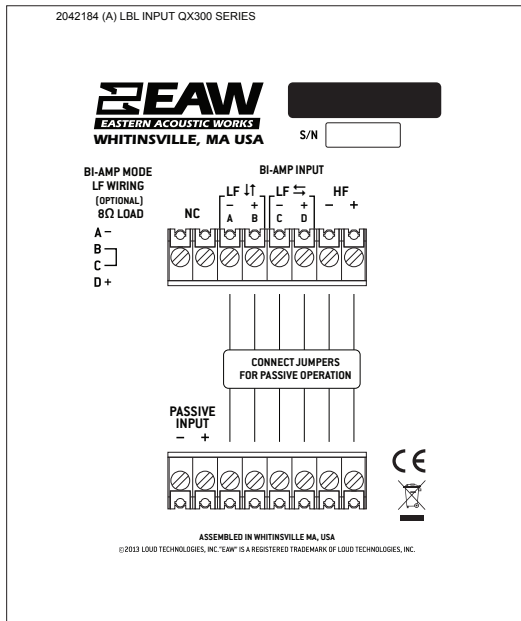 2042184 (A) LBL INPUT QX300 SERIES
EAW
EASTERN ACOUSTIC WORKS
WHITINSVILLE, MA USA
S/N
BI-AMP MODE
LF WIRING
(OPTIONAL)
8Ω LOAD
A −
B
C
D +
BI-AMP INPUT
NC
LF ↓↑ LF ⇆ HF
− + − + − +
A B C D
CONNECT JUMPERS
FOR PASSIVE OPERATION
PASSIVE
INPUT
− +
CE
ASSEMBLED IN WHITINSVILLE MA, USA
©2013 LOUD TECHNOLOGIES, INC."EAW" IS A REGISTERED TRADEMARK OF LOUD TECHNOLOGIES, INC.